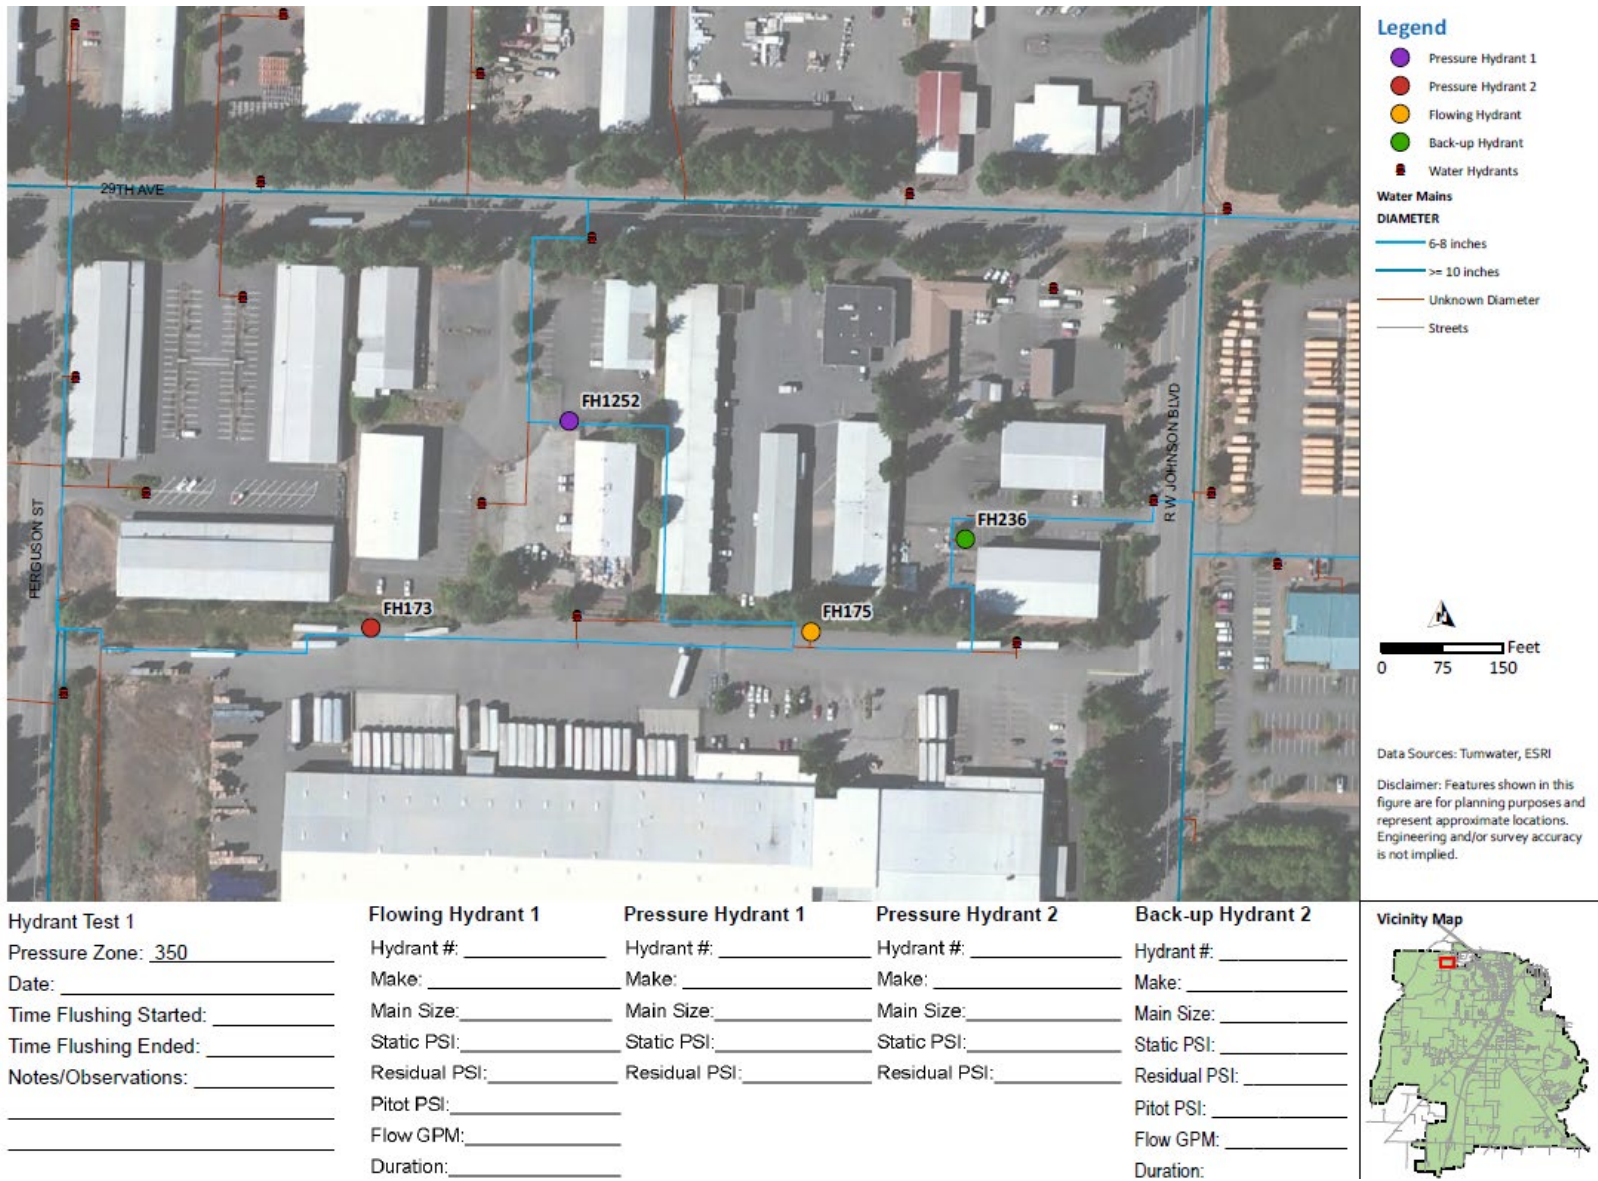 29TH AVE
FERGUSON ST
R W JOHNSON BLVD
FH1252
FH236
FH173
FH175
Legend
Pressure Hydrant 1
Pressure Hydrant 2
Flowing Hydrant
Back-up Hydrant
Water Hydrants
Water Mains
DIAMETER
6-8 inches
>= 10 inches
Unknown Diameter
Streets
N
Feet
0 75 150
Data Sources: Tumwater, ESRI
Disclaimer: Features shown in this
figure are for planning purposes and
represent approximate locations.
Engineering and/or survey accuracy
is not implied.
Hydrant Test 1
Pressure Zone: 350
Date:
Time Flushing Started:
Time Flushing Ended:
Notes/Observations:
Flowing Hydrant 1
Hydrant #:
Make:
Main Size:
Static PSI:
Residual PSI:
Pitot PSI:
Flow GPM:
Duration:
Pressure Hydrant 1
Hydrant #:
Make:
Main Size:
Static PSI:
Residual PSI:
Pressure Hydrant 2
Hydrant #:
Make:
Main Size:
Static PSI:
Residual PSI:
Back-up Hydrant 2
Hydrant #:
Make:
Main Size:
Static PSI:
Residual PSI:
Pitot PSI:
Flow GPM:
Duration:
Vicinity Map